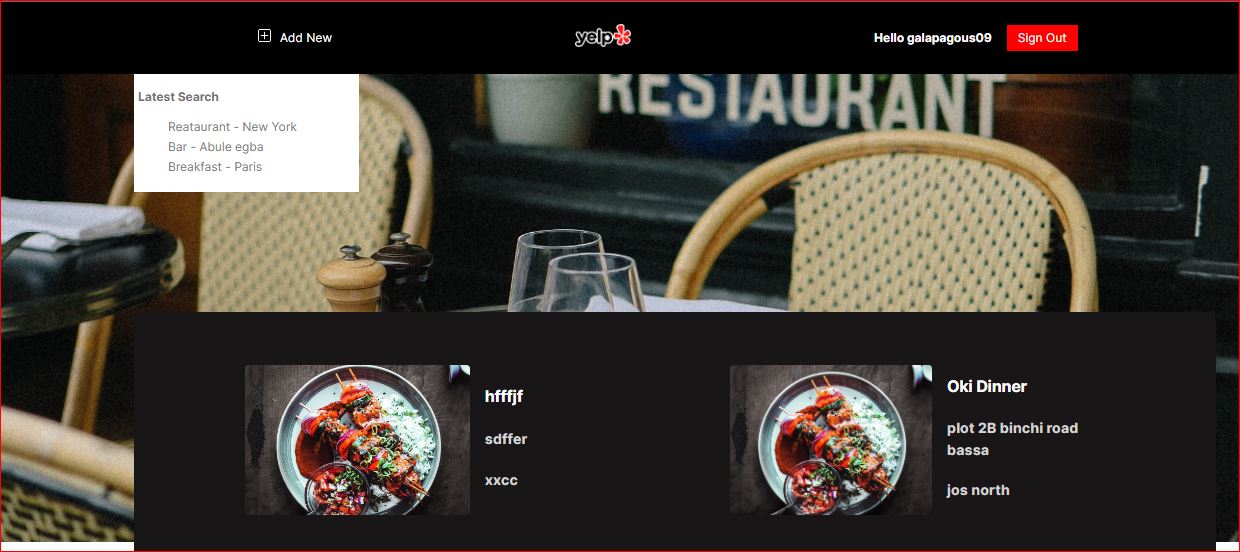 Add New
yelp
Hello galapagous09
Sign Out
RESTAURANT
Latest Search
Reataurant - New York
Bar - Abule egba
Breakfast - Paris
hfffjf
sdffer
xxcc
Oki Dinner
plot 2B binchi road
bassa
jos north